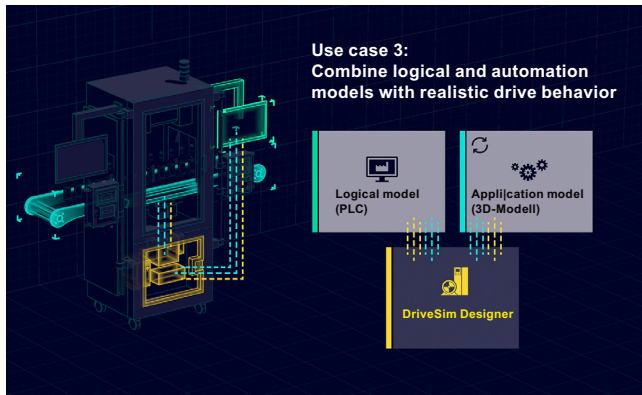 Use case 3:
Combine logical and automation
models with realistic drive behavior
Logical model
(PLC)
Appli|cation model
(3D-Modell)
DriveSim Designer